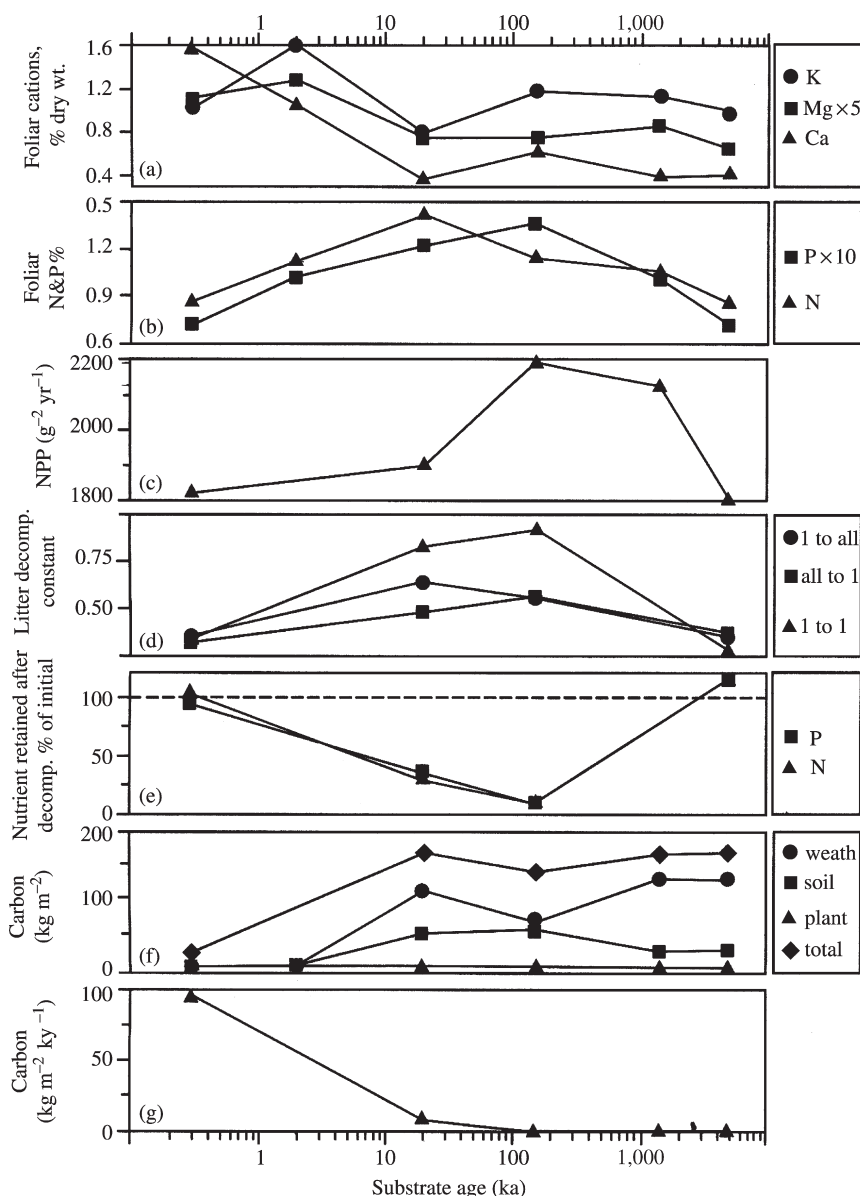 1 10 100 1,000
1.6
1.2
0.8
0.4
Foliar cations,
% dry wt.
(a)
K
Mg×5
Ca
0.5
1.2
0.9
0.6
Foliar
N&P%
(b)
P×10
N
2200
2000
1800
NPP (g⁻² yr⁻¹)
(c)
0.75
0.50
Litter decomp.
constant
(d)
1 to all
all to 1
1 to 1
100
50
0
Nutrient retained after
decomp. % of initial
(e)
P
N
200
100
0
Carbon
(kg m⁻²)
(f)
weath
soil
plant
total
100
50
0
Carbon
(kg m⁻² ky⁻¹)
(g)
1 10 100 1,000
Substrate age (ka)